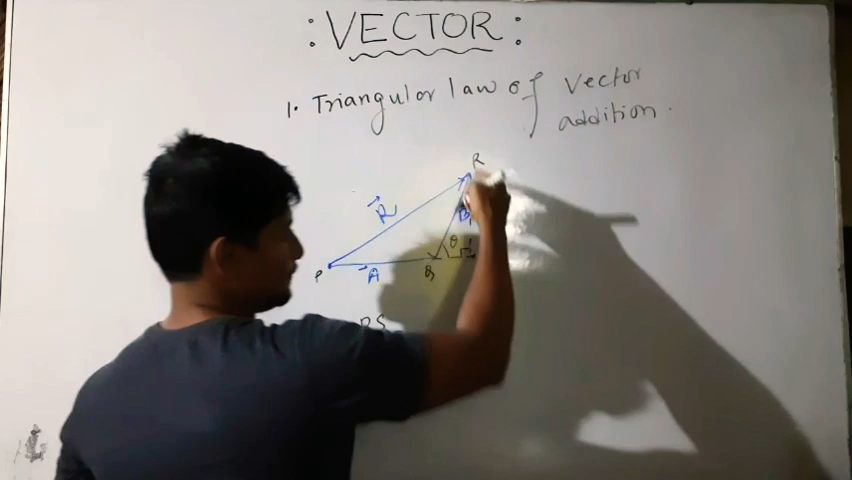 : VECTOR :
1. Triangular law of vector
addition.
R
R
B
θ
P
A
Q